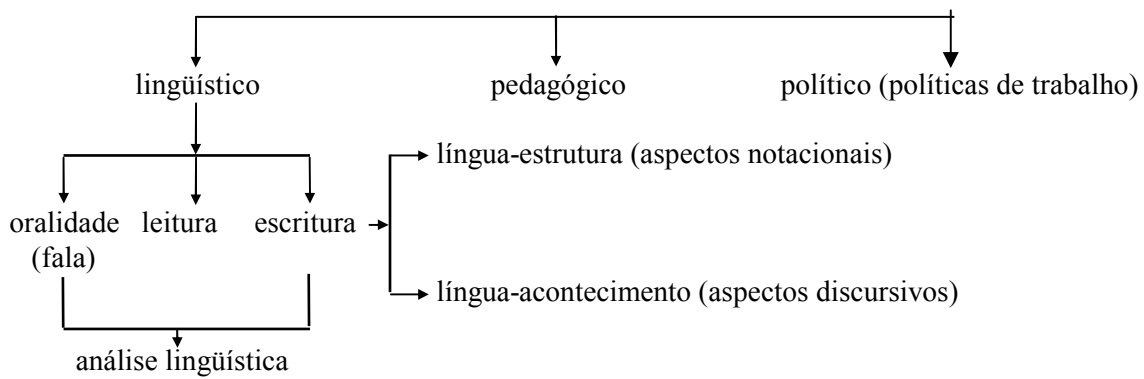 lingüístico pedagógico político (políticas de trabalho)
língua-estrutura (aspectos notacionais)
oralidade leitura escritura
(fala)
língua-acontecimento (aspectos discursivos)
análise lingüística